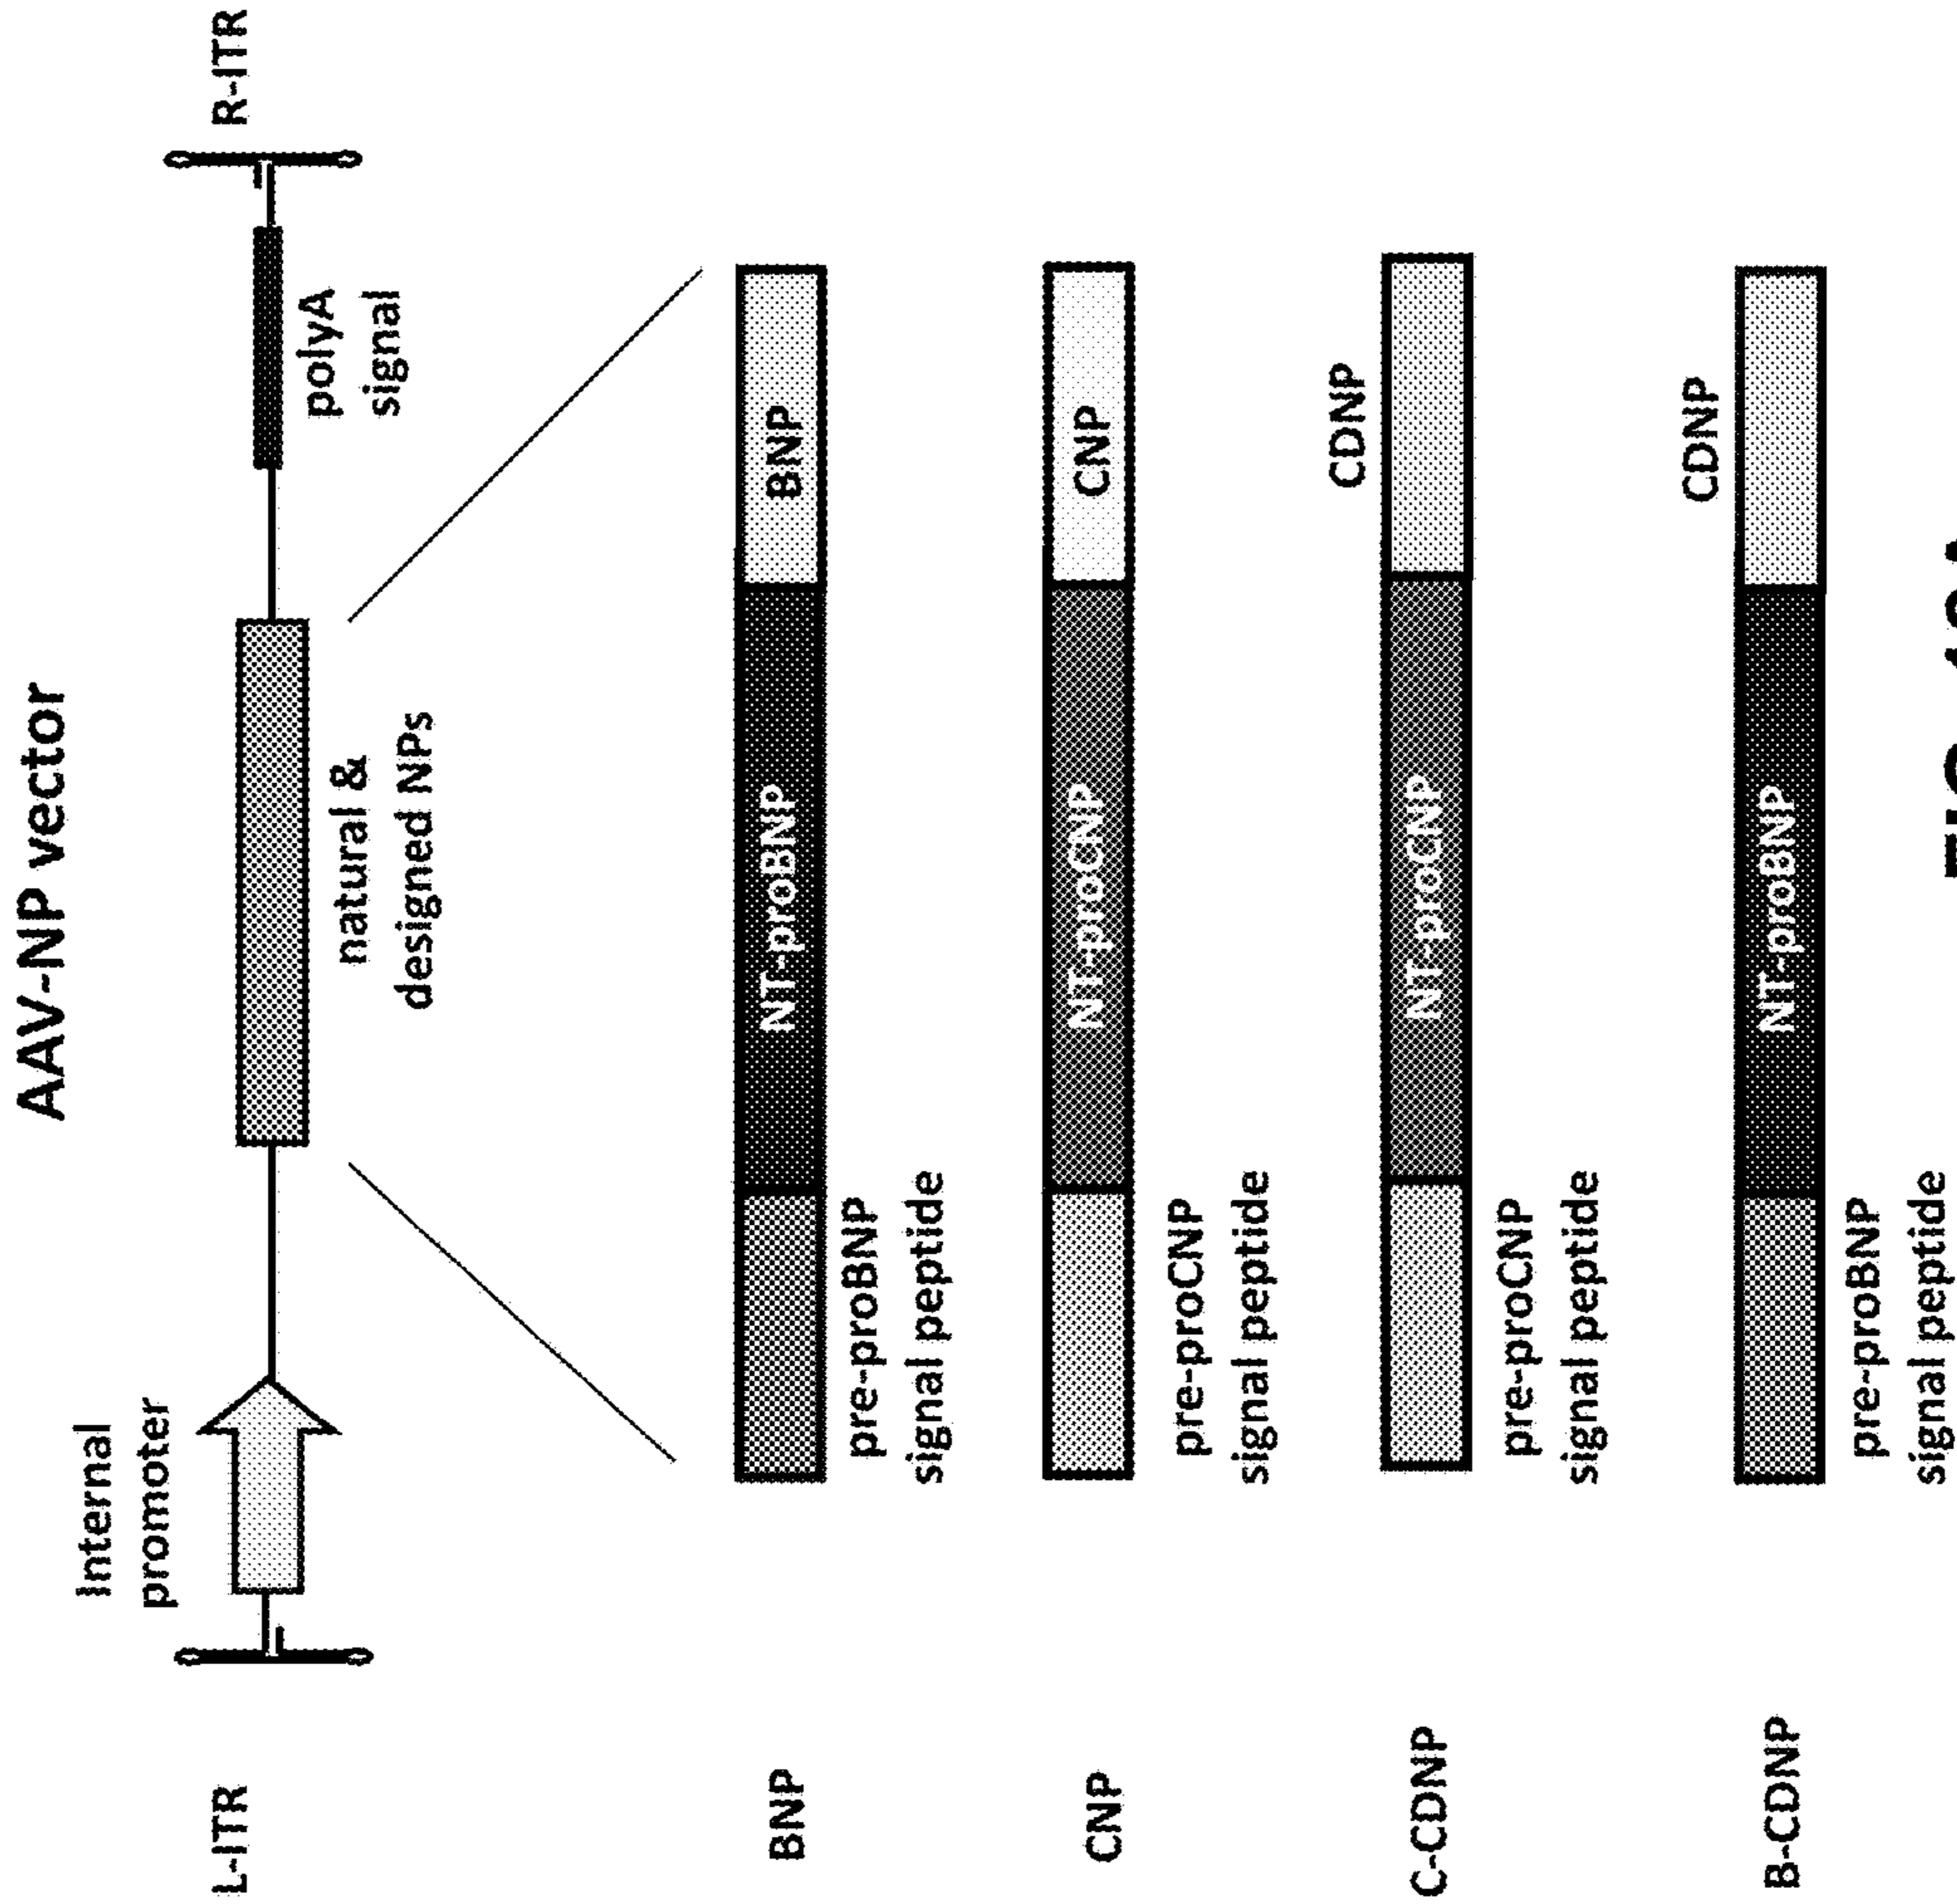 AAV-NP vector
Internal
promoter
L-ITR
R-ITR
natural &
designed NPs
polyA
signal
BNP
NT-proBNP
BNP
pre-proBNP
signal peptide
CNP
NT-proCNP
CNP
pre-proCNP
signal peptide
CDNP
C-CDNP
NT-proCNP
pre-proCNP
signal peptide
CDNP
B-CDNP
NT-proBNP
pre-proBNP
signal peptide